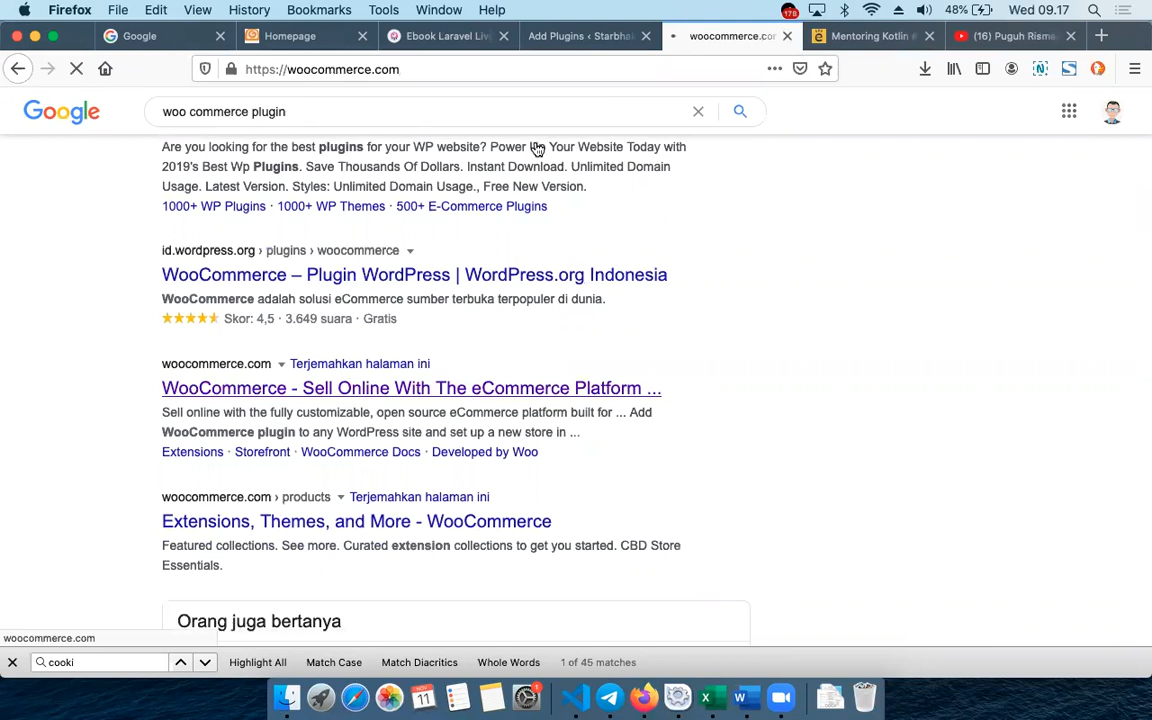 Firefox File Edit View History Bookmarks Tools Window Help 178 48% Wed 09.17
Google Homepage Ebook Laravel Liv Add Plugins ‹ Starbha woocommerce.co Mentoring Kotlin # (16) Puguh Risma
https://woocommerce.com
Google woo commerce plugin
Are you looking for the best plugins for your WP website? Power Up Your Website Today with
2019's Best Wp Plugins. Save Thousands Of Dollars. Instant Download. Unlimited Domain
Usage. Latest Version. Styles: Unlimited Domain Usage., Free New Version.
1000+ WP Plugins · 1000+ WP Themes · 500+ E-Commerce Plugins
id.wordpress.org › plugins › woocommerce
WooCommerce – Plugin WordPress | WordPress.org Indonesia
WooCommerce adalah solusi eCommerce sumber terbuka terpopuler di dunia.
Skor: 4,5 · 3.649 suara · Gratis
woocommerce.com Terjemahkan halaman ini
WooCommerce - Sell Online With The eCommerce Platform ...
Sell online with the fully customizable, open source eCommerce platform built for ... Add
WooCommerce plugin to any WordPress site and set up a new store in ...
Extensions · Storefront · WooCommerce Docs · Developed by Woo
woocommerce.com › products Terjemahkan halaman ini
Extensions, Themes, and More - WooCommerce
Featured collections. See more. Curated extension collections to get you started. CBD Store
Essentials.
Orang juga bertanya
woocommerce.com
cooki Highlight All Match Case Match Diacritics Whole Words 1 of 45 matches
NOV 11 1